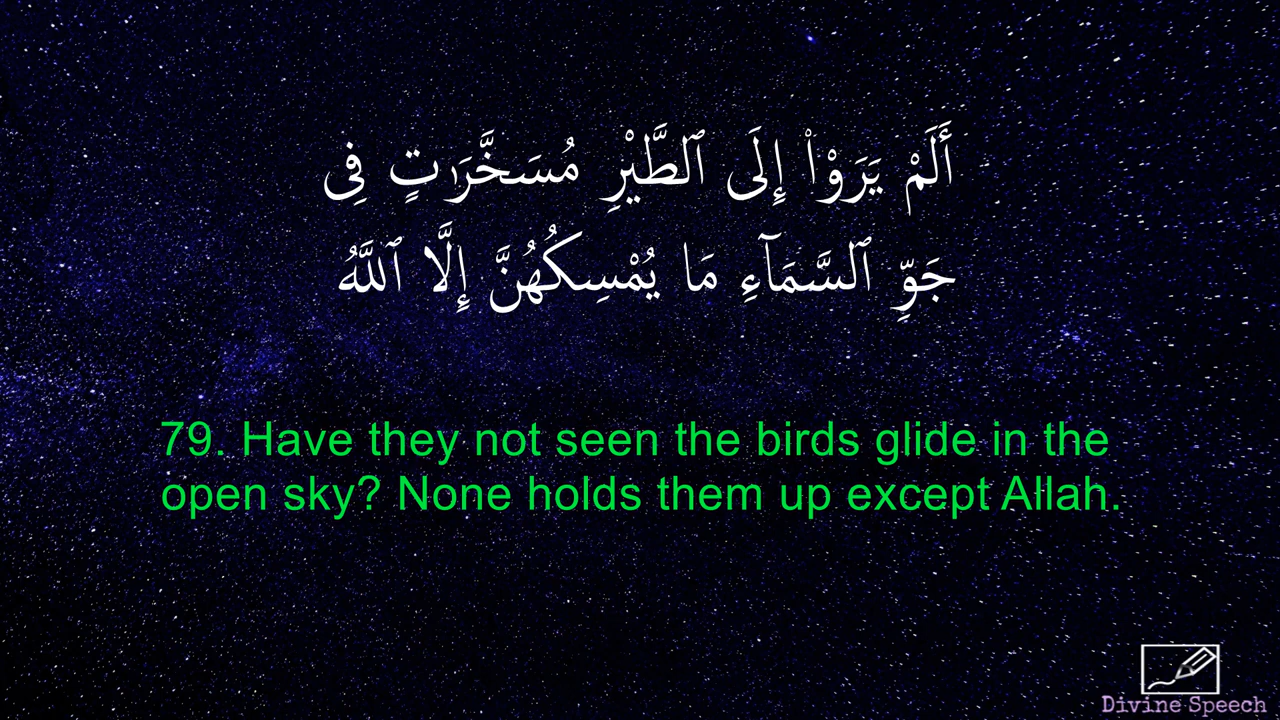 أَلَمْ يَرَوْا۟ إِلَى ٱلطَّيْرِ مُسَخَّرَٰتٍ فِى
جَوِّ ٱلسَّمَآءِ مَا يُمْسِكُهُنَّ إِلَّا ٱللَّهُ
79. Have they not seen the birds glide in the
open sky? None holds them up except Allah.
Divine Speech